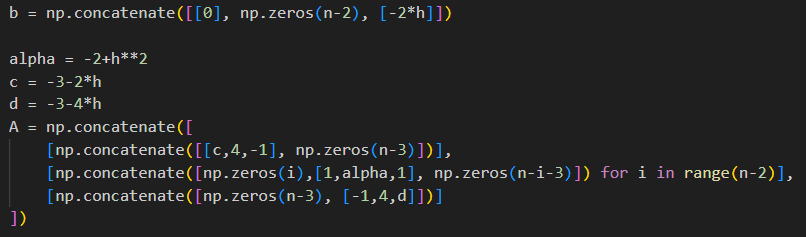 b = np.concatenate([[0], np.zeros(n-2), [-2*h]])

alpha = -2+h**2
c = -3-2*h
d = -3-4*h
A = np.concatenate([
    [np.concatenate([[c,4,-1], np.zeros(n-3)])],
    [np.concatenate([np.zeros(i),[1,alpha,1], np.zeros(n-i-3)]) for i in range(n-2)],
    [np.concatenate([np.zeros(n-3), [-1,4,d]])]
])